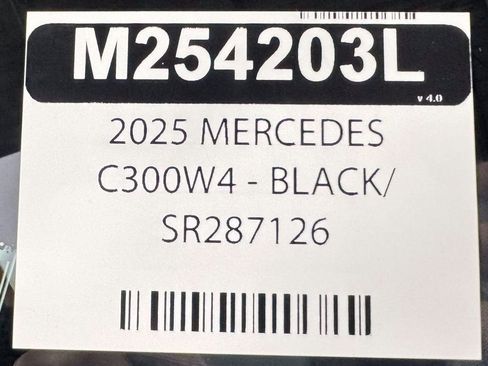 M254203L
v 4.0
2025 MERCEDES
C300W4 - BLACK/
SR287126